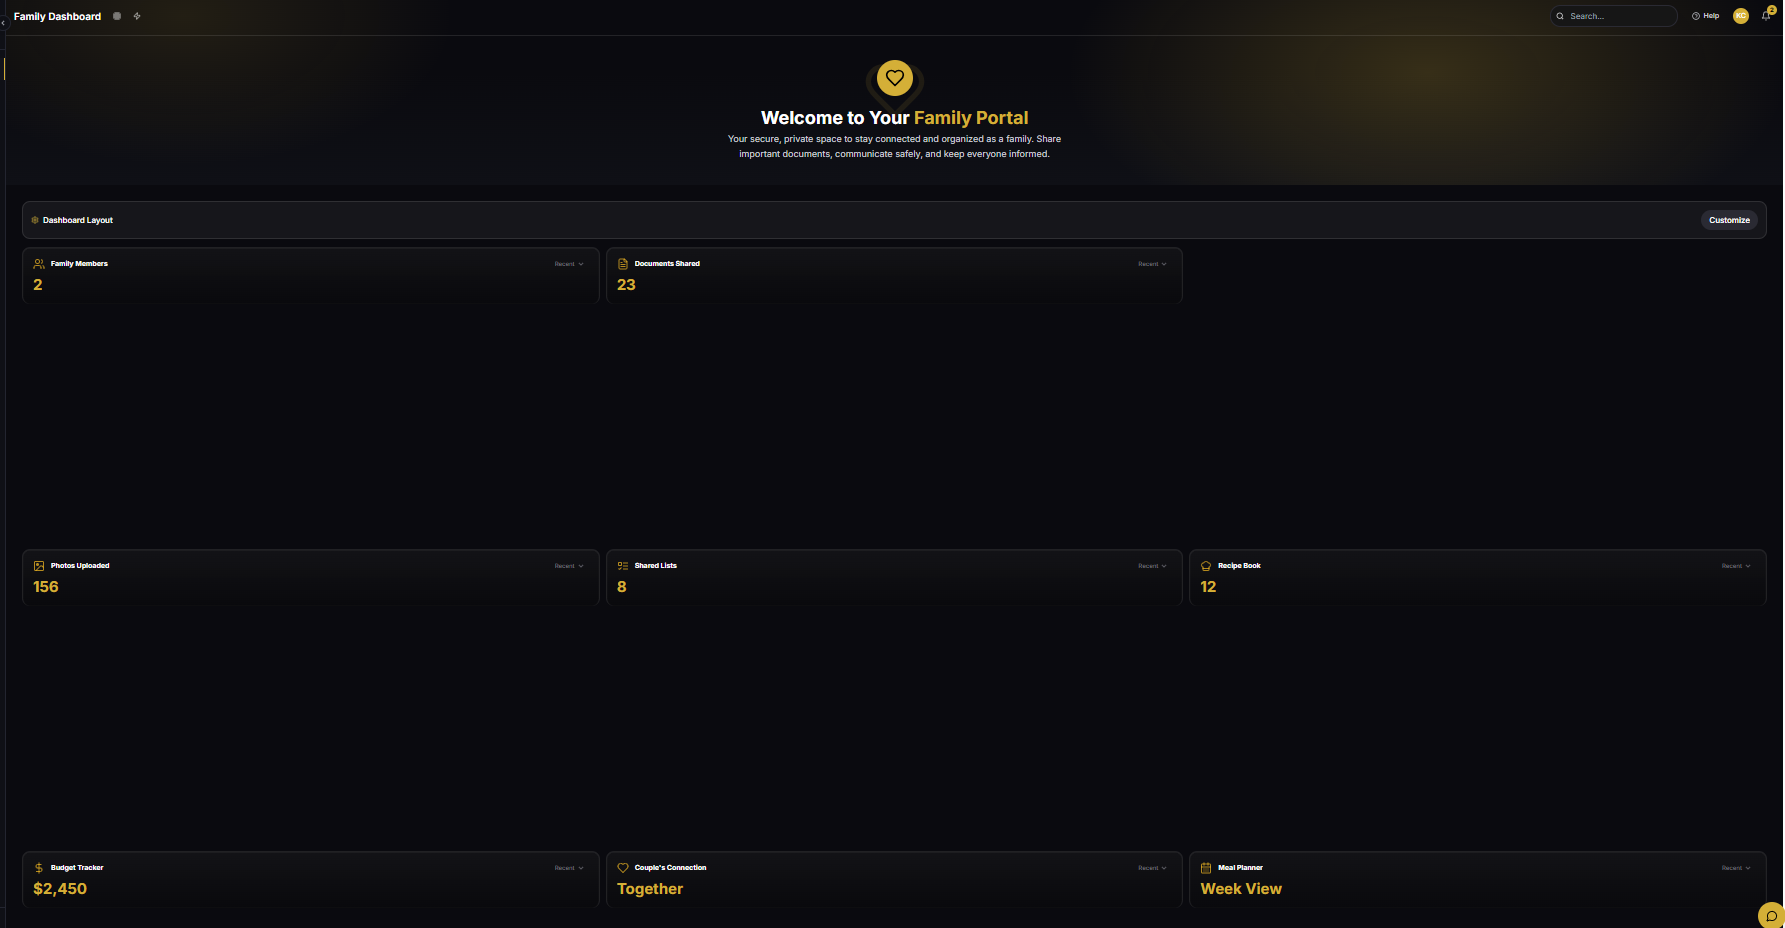 Family Dashboard
Search...
Help
KC
2
Welcome to Your Family Portal
Your secure, private space to stay connected and organized as a family. Share
important documents, communicate safely, and keep everyone informed.
Dashboard Layout
Customize
Family Members
Recent
2
Documents Shared
Recent
23
Photos Uploaded
Recent
156
Shared Lists
Recent
8
Recipe Book
Recent
12
Budget Tracker
Recent
$2,450
Couple's Connection
Recent
Together
Meal Planner
Recent
Week View